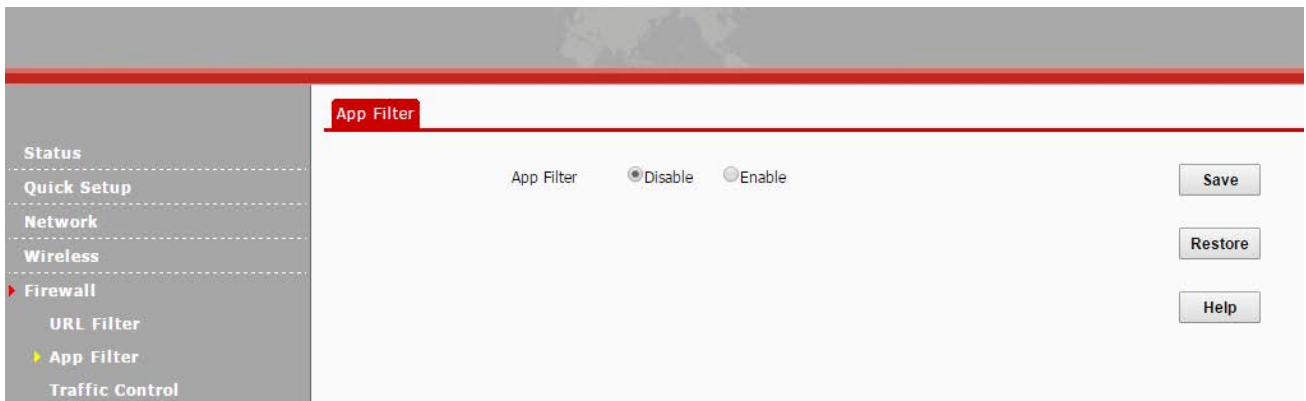 App Filter
Status
Quick Setup
Network
Wireless
Firewall
URL Filter
App Filter
Traffic Control
App Filter Disable Enable
Save
Restore
Help